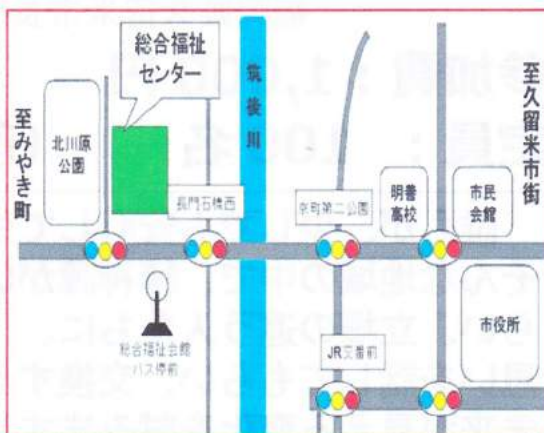 総合福祉
センター
至みやき町
北川原
公園
筑後川
長門石橋西
京町第二公園
明善
高校
市民
会館
至久留米市街
総合福祉会館
バス停前
市役所
JR交番前